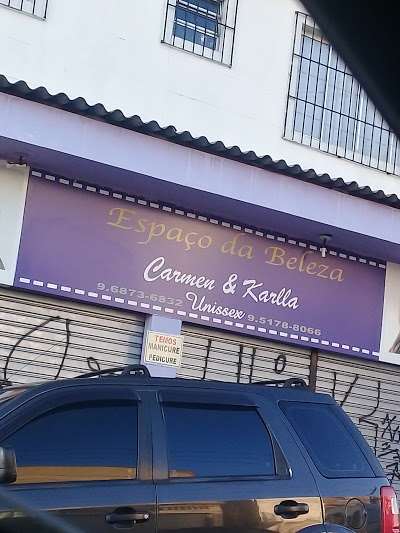 Espaço da Beleza
Carmen & Karlla
9.6873-6832 Unissex 9.5178-8066
TEMOS
MANICURE
E
PEDICURE